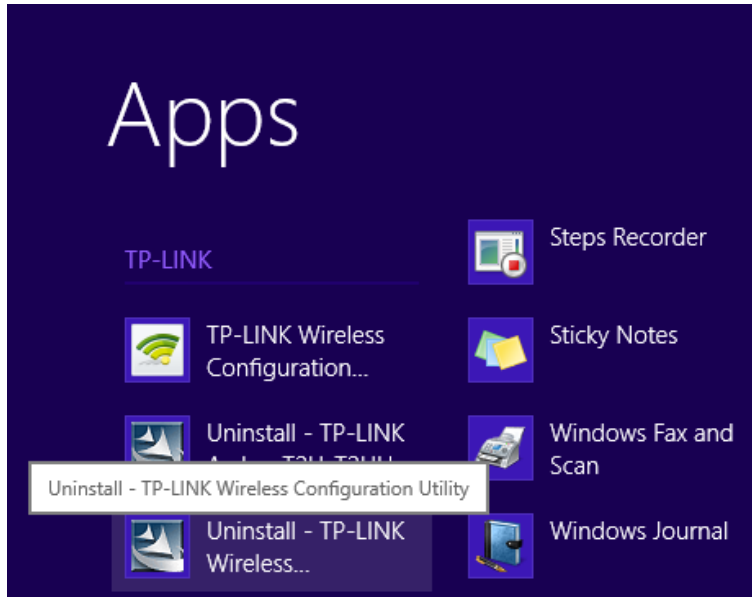 Apps
TP-LINK
TP-LINK Wireless
Configuration...
Uninstall - TP-LINK
Uninstall - TP-LINK Wireless Configuration Utility
Uninstall - TP-LINK
Wireless...
Steps Recorder
Sticky Notes
Windows Fax and
Scan
Windows Journal